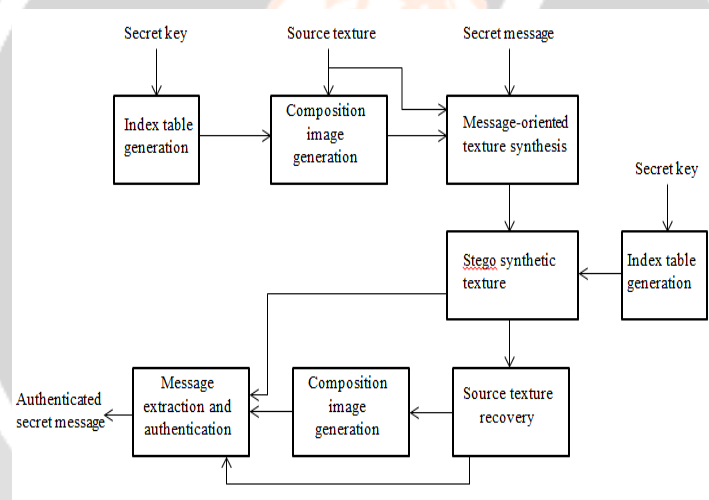 Secret key
Source texture
Secret message
Index table
generation
Composition
image
generation
Message-oriented
texture synthesis
Secret key
Stego synthetic
texture
Index table
generation
Authenticated
secret message
Message
extraction and
authentication
Composition
image
generation
Source texture
recovery